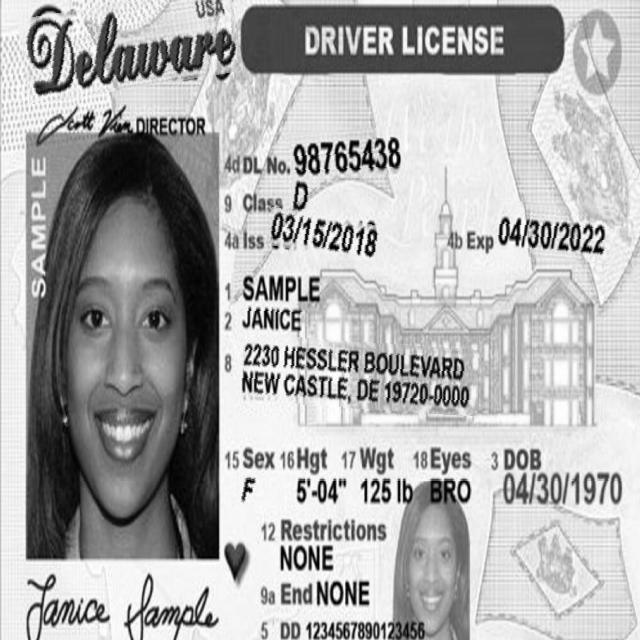 USA
Delaware
DRIVER LICENSE
DIRECTOR
SAMPLE
4d DL No. 98765438
9 Class D
4a Iss 03/15/2018 4b Exp 04/30/2022
1 SAMPLE
2 JANICE
8 2230 HESSLER BOULEVARD
NEW CASTLE, DE 19720-0000
15 Sex 16 Hgt 17 Wgt 18 Eyes 3 DOB
F 5'-04" 125 lb BRO 04/30/1970
12 Restrictions
NONE
9a End NONE
Janice Sample
5 DD 1234567890123456